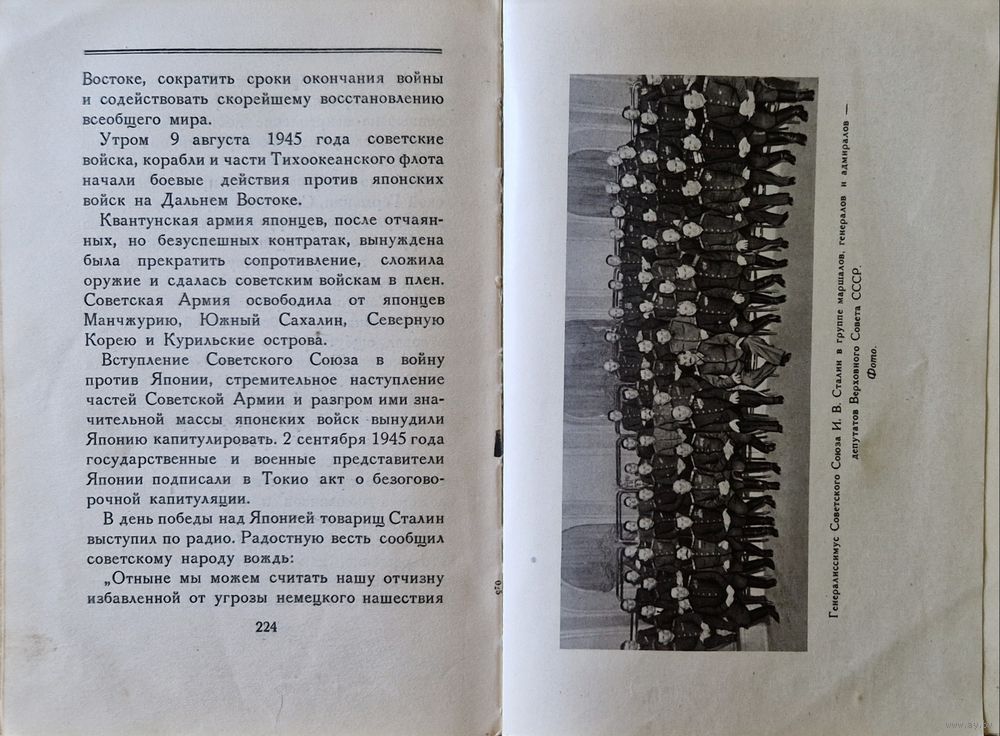 Востоке, сократить сроки окончания войны
и содействовать скорейшему восстановлению
всеобщего мира.
Утром 9 августа 1945 года советские
войска, корабли и части Тихоокеанского флота
начали боевые действия против японских
войск на Дальнем Востоке.
Квантунская армия японцев, после отчаян-
ных, но безуспешных контратак, вынуждена
была прекратить сопротивление, сложила
оружие и сдалась советским войскам в плен.
Советская Армия освободила от японцев
Манчжурию, Южный Сахалин, Северную
Корею и Курильские острова.
Вступление Советского Союза в войну
против Японии, стремительное наступление
частей Советской Армии и разгром ими зна-
чительной массы японских войск вынудили
Японию капитулировать. 2 сентября 1945 года
государственные и военные представители
Японии подписали в Токио акт о безогово-
рочной капитуляции.
В день победы над Японией товарищ Сталин
выступил по радио. Радостную весть сообщил
советскому народу вождь:
„Отныне мы можем считать нашу отчизну
избавленной от угрозы немецкого нашествия
224
Генералиссимус Советского Союза И. В. Сталин в группе маршалов, генералов и адмиралов —
депутатов Верховного Совета СССР.
Фото.
www.ay.by